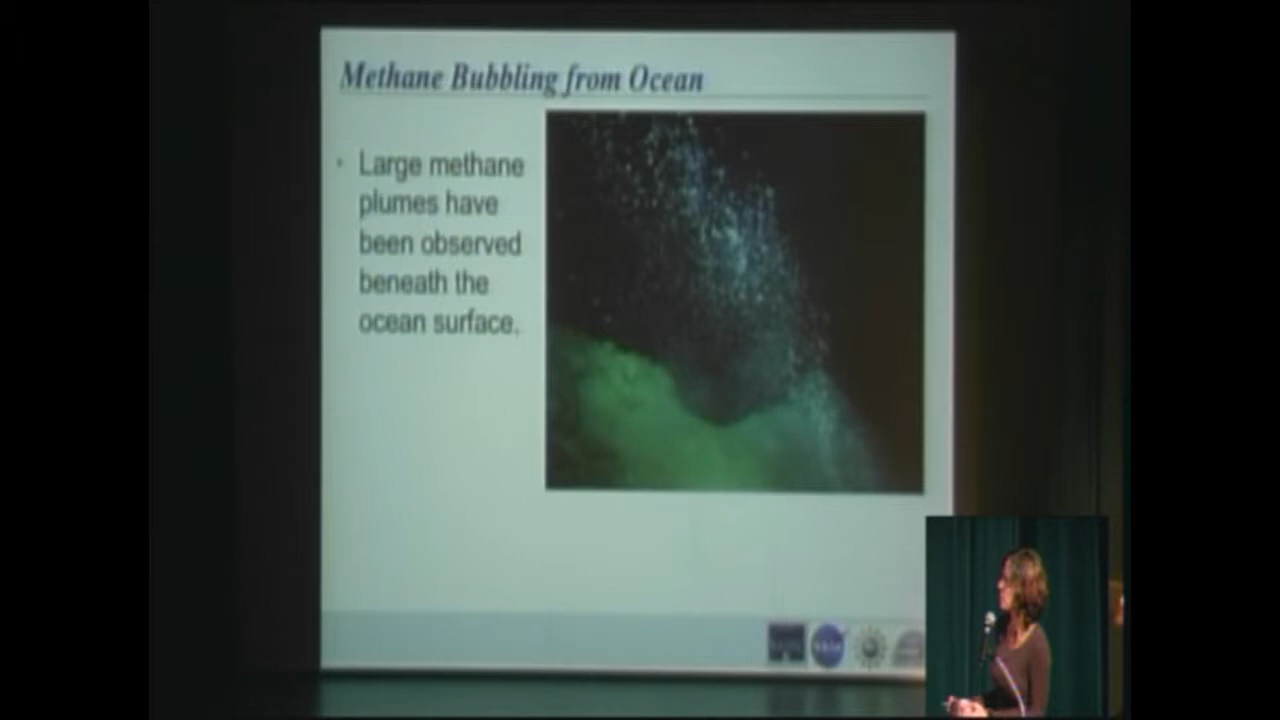 Methane Bubbling from Ocean
Large methane
plumes have
been observed
beneath the
ocean surface.
NASA